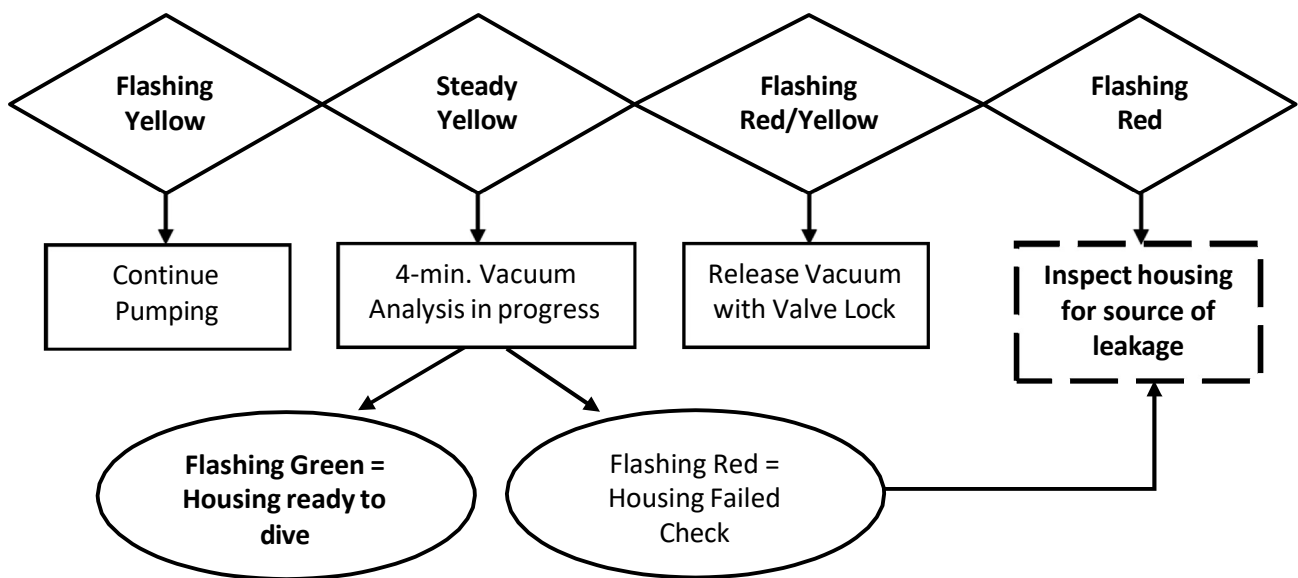 Flashing
Yellow
Steady
Yellow
Flashing
Red/Yellow
Flashing
Red
Continue
Pumping
4-min. Vacuum
Analysis in progress
Release Vacuum
with Valve Lock
Inspect housing
for source of
leakage
Flashing Green =
Housing ready to
dive
Flashing Red =
Housing Failed
Check